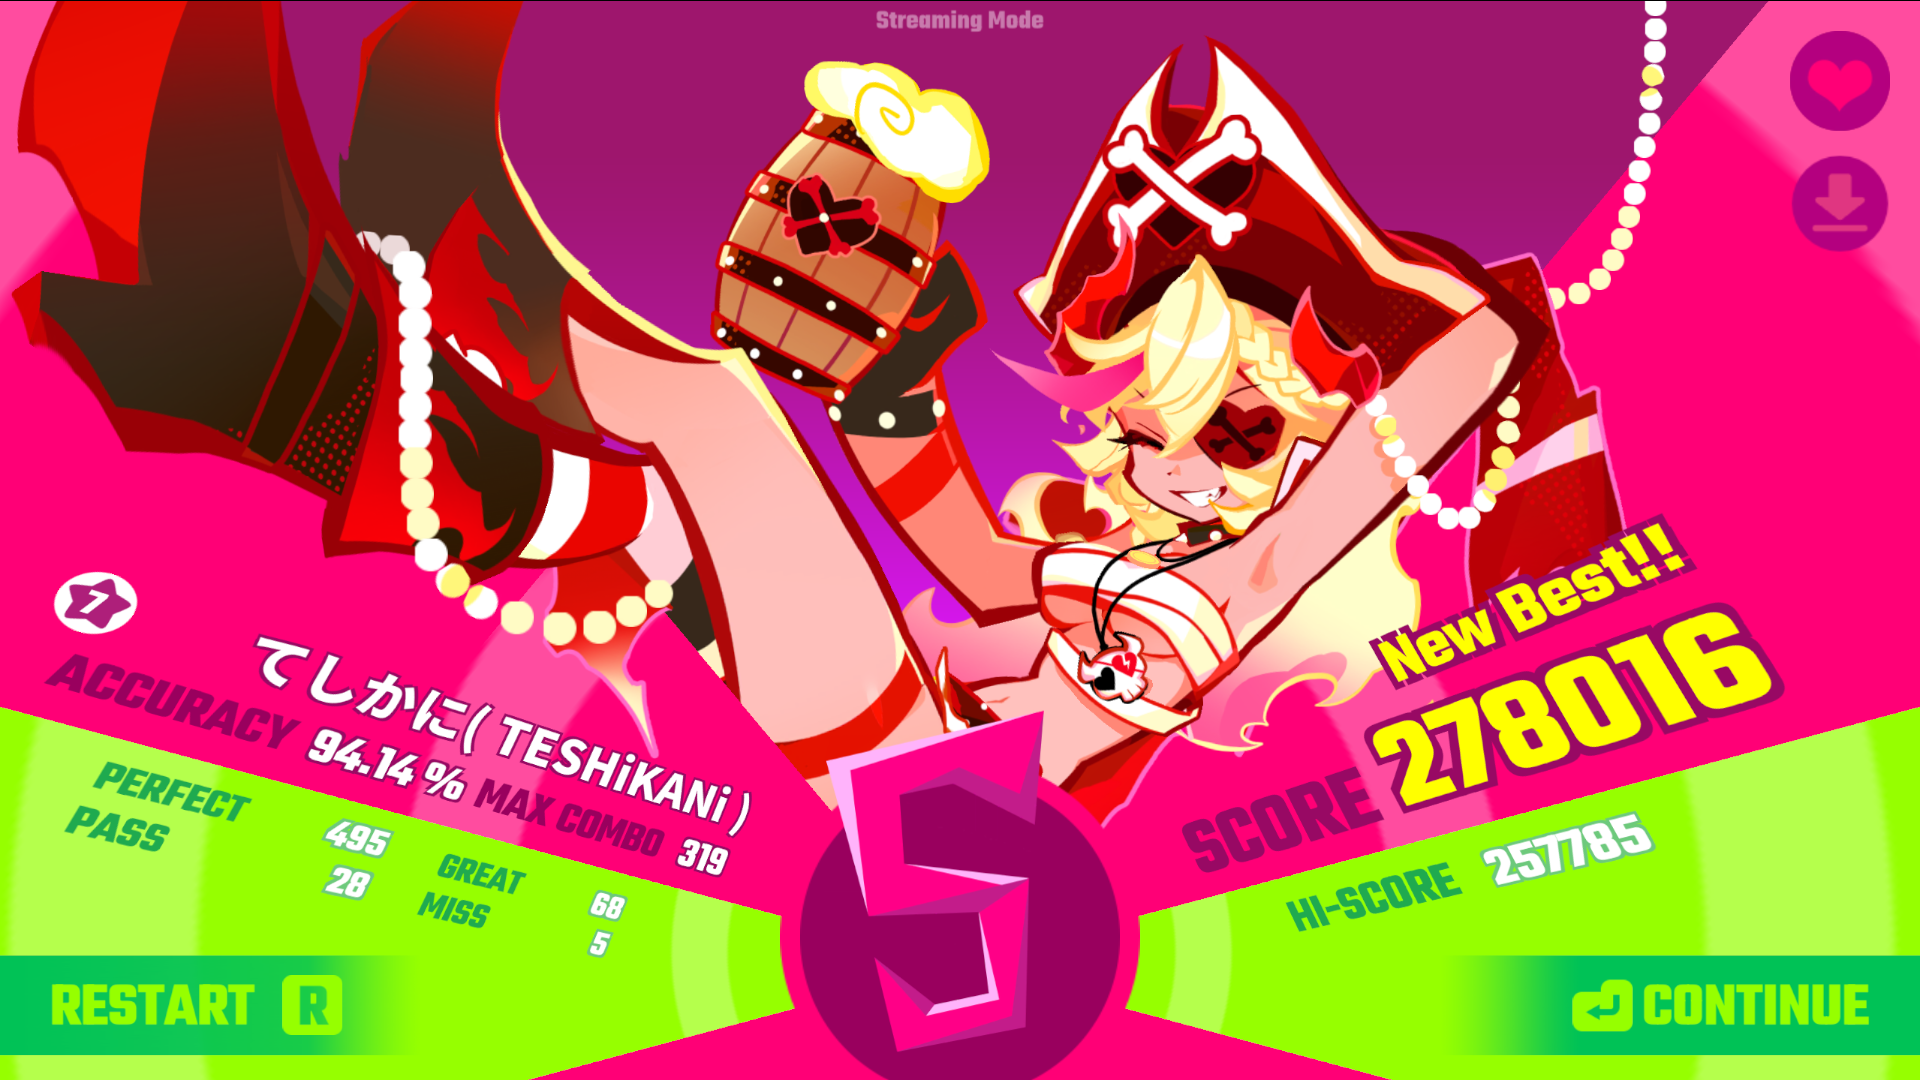 Streaming Mode
7
てしかに( TESHiKANi )
ACCURACY 94.14 % MAX COMBO 319
PERFECT 495 GREAT 68
PASS 28 MISS 5
RESTART R
S
New Best!!
SCORE 278016
HI-SCORE 257785
CONTINUE